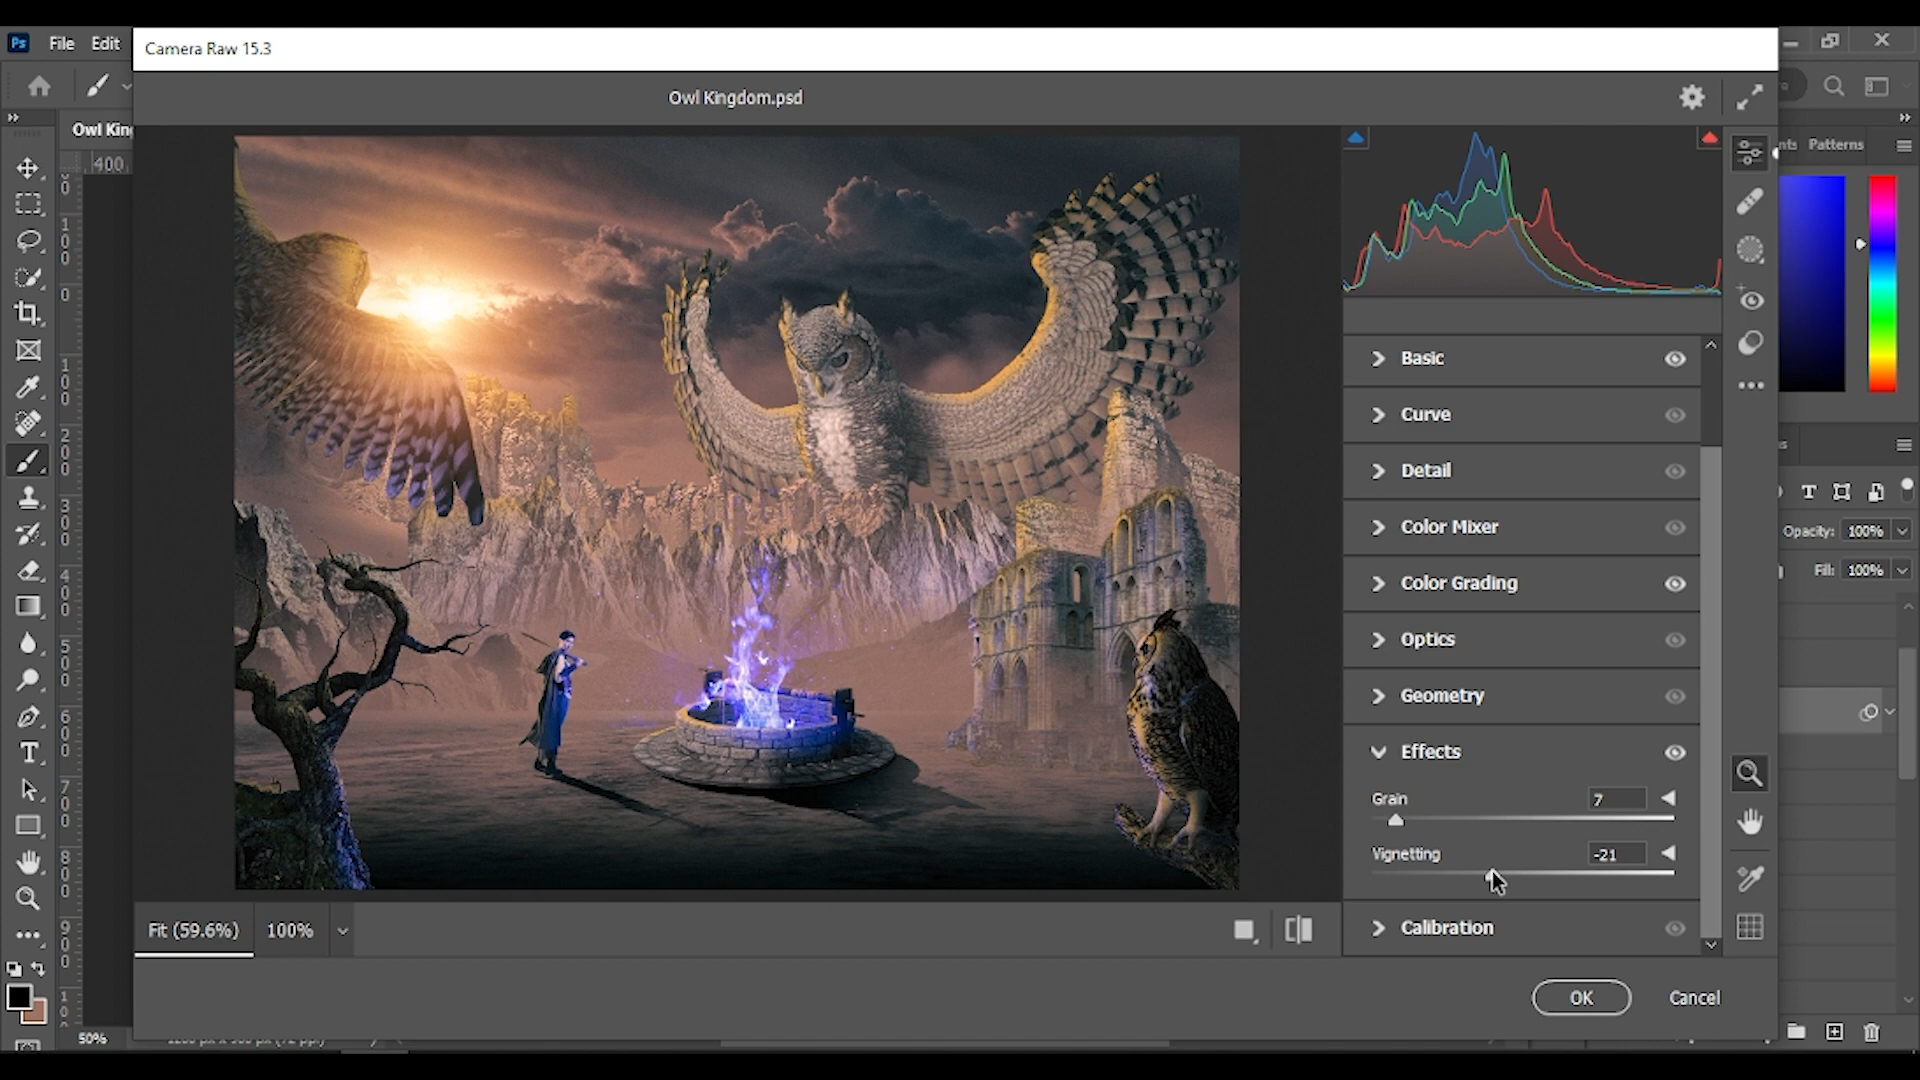 Ps File Edit
Camera Raw 15.3
Owl Kingdom.psd
Owl King
400
Patterns
Basic
Curve
Detail
Color Mixer
Color Grading
Optics
Geometry
Effects
Grain 7
Vignetting -21
Calibration
Opacity: 100%
Fill: 100%
Fit (59.6%) 100%
OK Cancel
50%